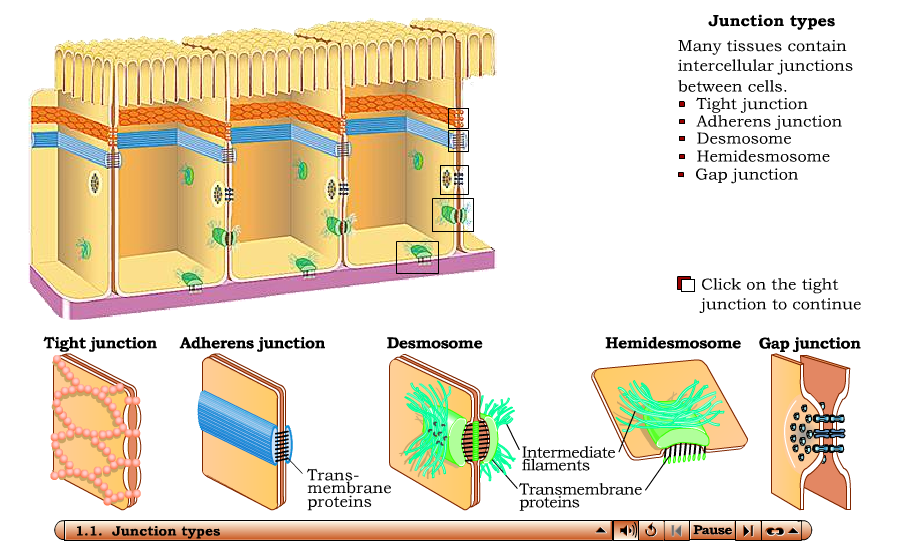 Junction types
Many tissues contain
intercellular junctions
between cells.
Tight junction
Adherens junction
Desmosome
Hemidesmosome
Gap junction
Click on the tight
junction to continue
Tight junction
Adherens junction
Desmosome
Hemidesmosome
Gap junction
Trans-
membrane
proteins
Intermediate
filaments
Transmembrane
proteins
1.1. Junction types
Pause